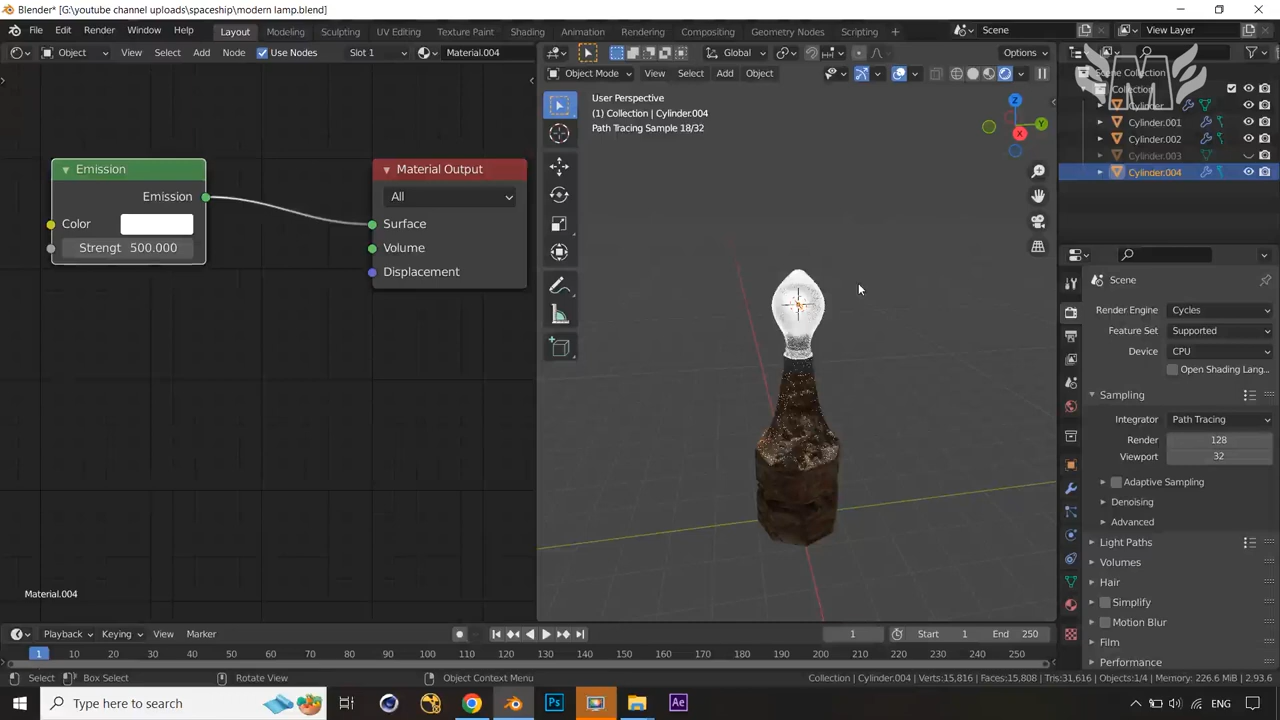 Blender* [G:\youtube channel uploads\spaceship\modern lamp.blend]
File Edit Render Window Help Layout Modeling Sculpting UV Editing Texture Paint Shading Animation Rendering Compositing Geometry Nodes Scripting Scene View Layer
Object View Select Add Node Use Nodes Slot 1 Material.004 Global Options
Object Mode View Select Add Object
Scene Collection
Collection
Cylinder
Cylinder.001
Cylinder.002
Cylinder.003
Cylinder.004
User Perspective
(1) Collection | Cylinder.004
Path Tracing Sample 18/32
Emission
Emission
Color
Strengt 500.000
Material Output
All
Surface
Volume
Displacement
Material.004
X
Y
Z
Scene
Render Engine Cycles
Feature Set Supported
Device CPU
Open Shading Lang...
Sampling
Integrator Path Tracing
Render 128
Viewport 32
Adaptive Sampling
Denoising
Advanced
Light Paths
Volumes
Hair
Simplify
Motion Blur
Film
Performance
Playback Keying View Marker 1 Start 1 End 250
1 10 20 30 40 50 60 70 80 90 100 110 120 130 140 150 160 170 180 190 200 210 220 230 240 250
Select Box Select Rotate View Object Context Menu Collection | Cylinder.004 | Verts:15,816 | Faces:15,808 | Tris:31,616 | Objects:1/4 | Memory: 226.6 MiB | 2.93.6
Type here to search Ps Ae ENG